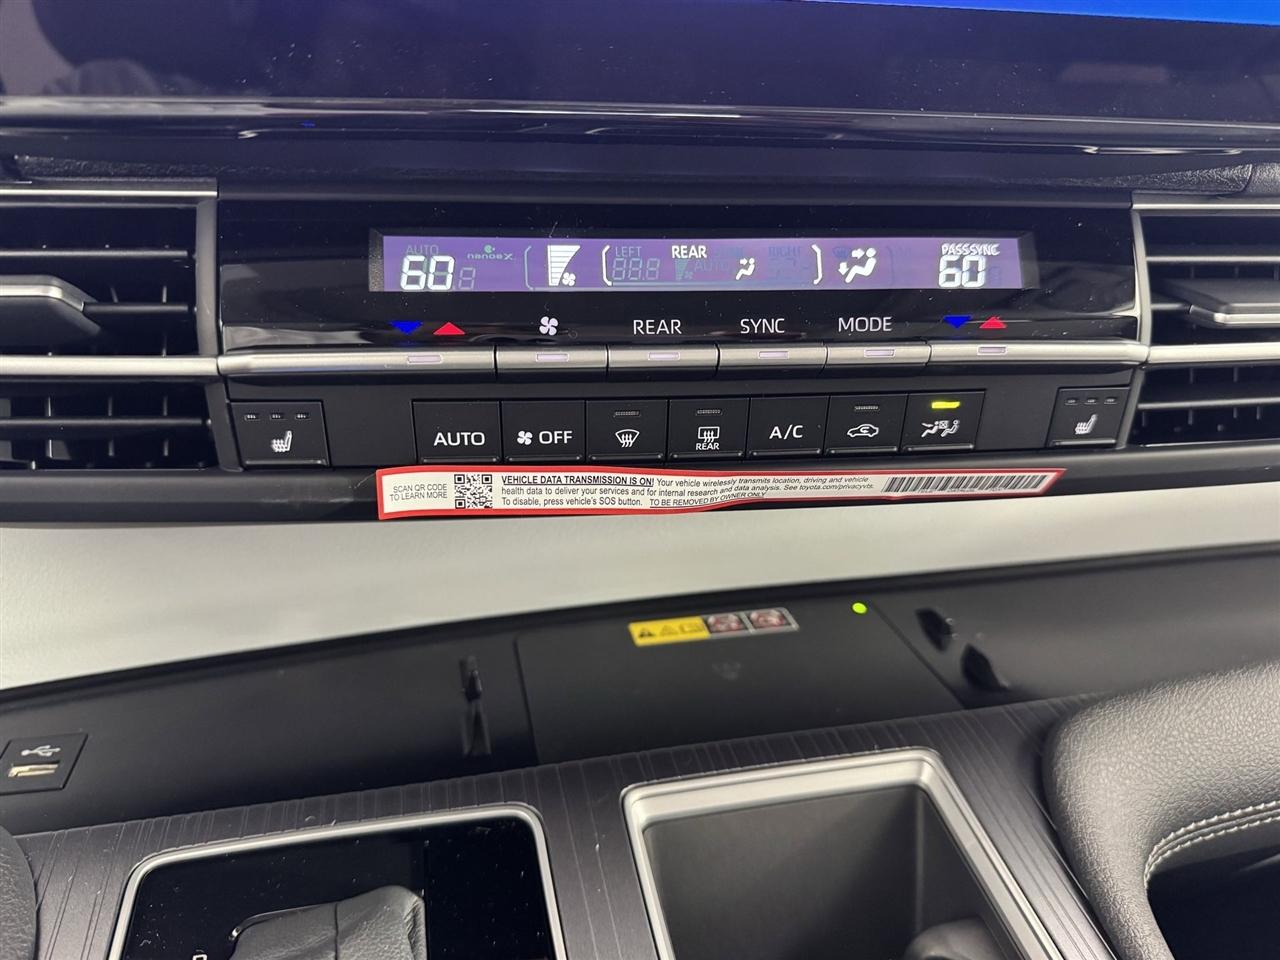 AUTO
nanoeX
LEFT
REAR
AUTO
RIGHT
PASS SYNC
60
60
REAR
SYNC
MODE
AUTO
OFF
REAR
A/C
SCAN QR CODE
TO LEARN MORE
VEHICLE DATA TRANSMISSION IS ON! Your vehicle wirelessly transmits location, driving and vehicle
health data to deliver your services and for internal research and data analysis. See toyota.com/privacyvts.
To disable, press vehicle's SOS button. TO BE REMOVED BY OWNER ONLY